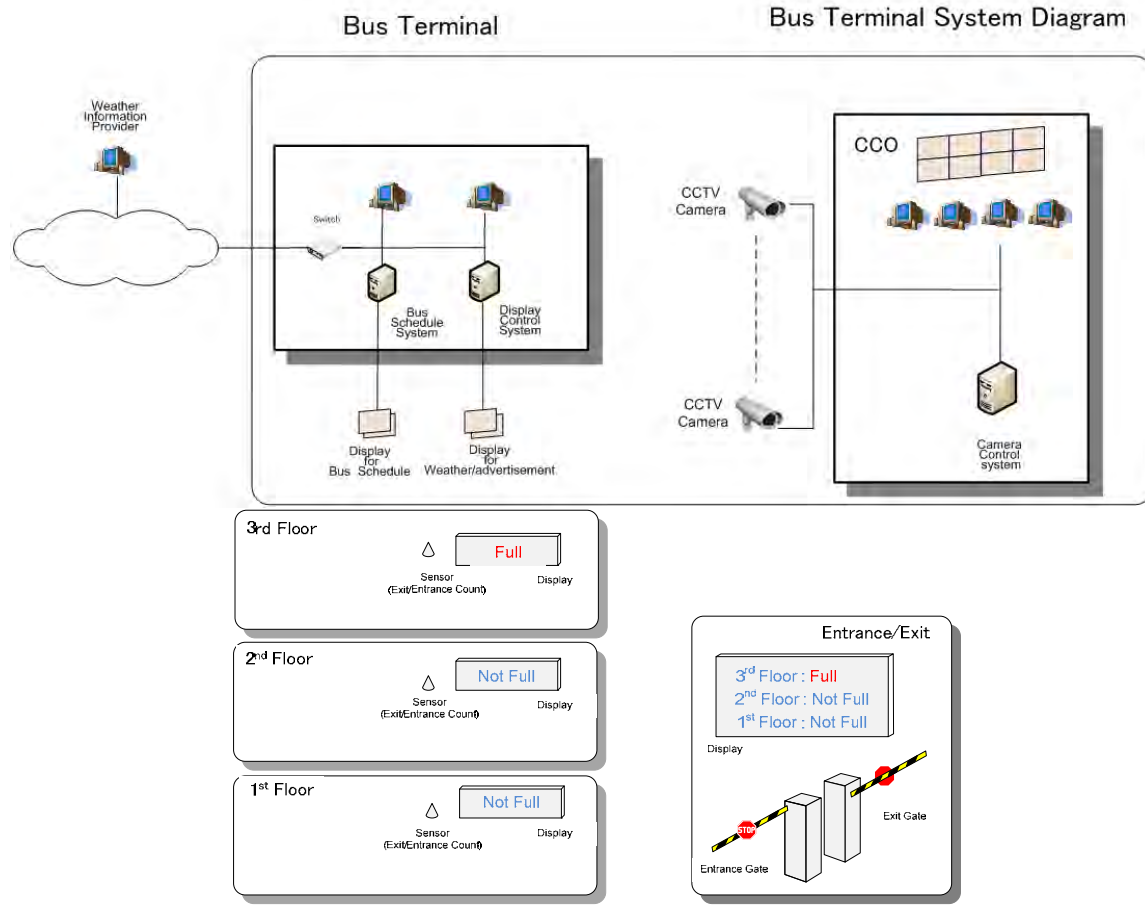 Bus Terminal
Bus Terminal System Diagram
Weather
Information
Provider
Switch
Bus
Schedule
System
Display
Control
System
Display
for
Bus Schedule
Display
for
Weather/advertisement
CCTV
Camera
CCTV
Camera
CCO
Camera
Control
system
3rd Floor
Full
Sensor
(Exit/Entrance Count)
Display
2nd Floor
Not Full
Sensor
(Exit/Entrance Count)
Display
1st Floor
Not Full
Sensor
(Exit/Entrance Count)
Display
Entrance/Exit
3rd Floor : Full
2nd Floor : Not Full
1st Floor : Not Full
Display
Exit Gate
STOP
Entrance Gate